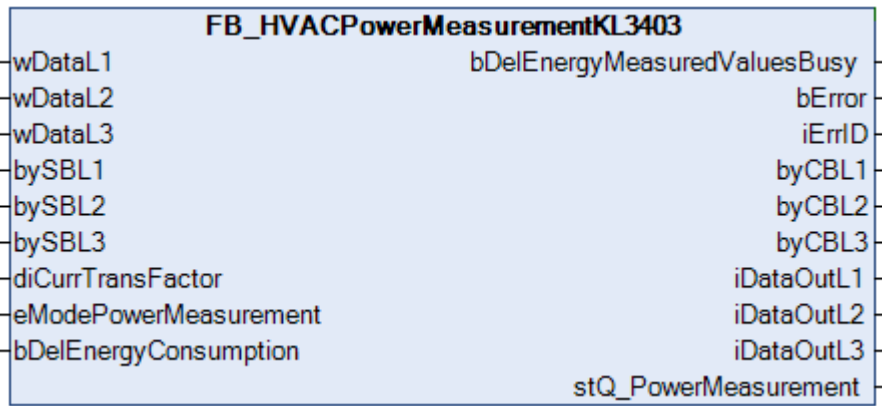 FB_HVACPowerMeasurementKL3403
wDataL1 bDelEnergyMeasuredValuesBusy
wDataL2 bError
wDataL3 iErrID
bySBL1 byCBL1
bySBL2 byCBL2
bySBL3 byCBL3
diCurrTransFactor iDataOutL1
eModePowerMeasurement iDataOutL2
bDelEnergyConsumption iDataOutL3
stQ_PowerMeasurement